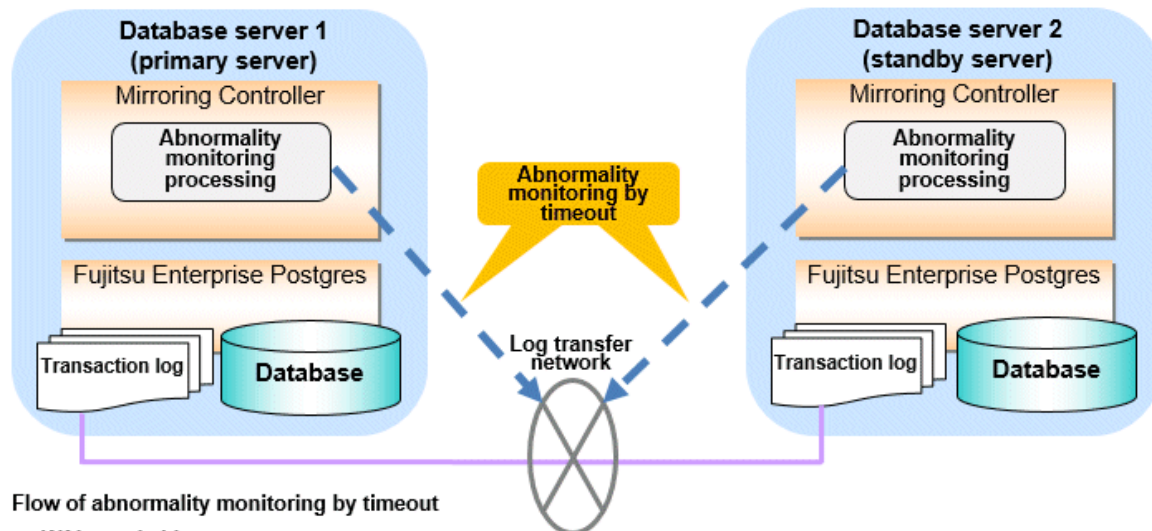 Database server 1
(primary server)
Mirroring Controller
Abnormality
monitoring
processing
Fujitsu Enterprise Postgres
Transaction log
Database
Abnormality
monitoring by
timeout
Log transfer
network
Database server 2
(standby server)
Mirroring Controller
Abnormality
monitoring
processing
Fujitsu Enterprise Postgres
Transaction log
Database
Flow of abnormality monitoring by timeout